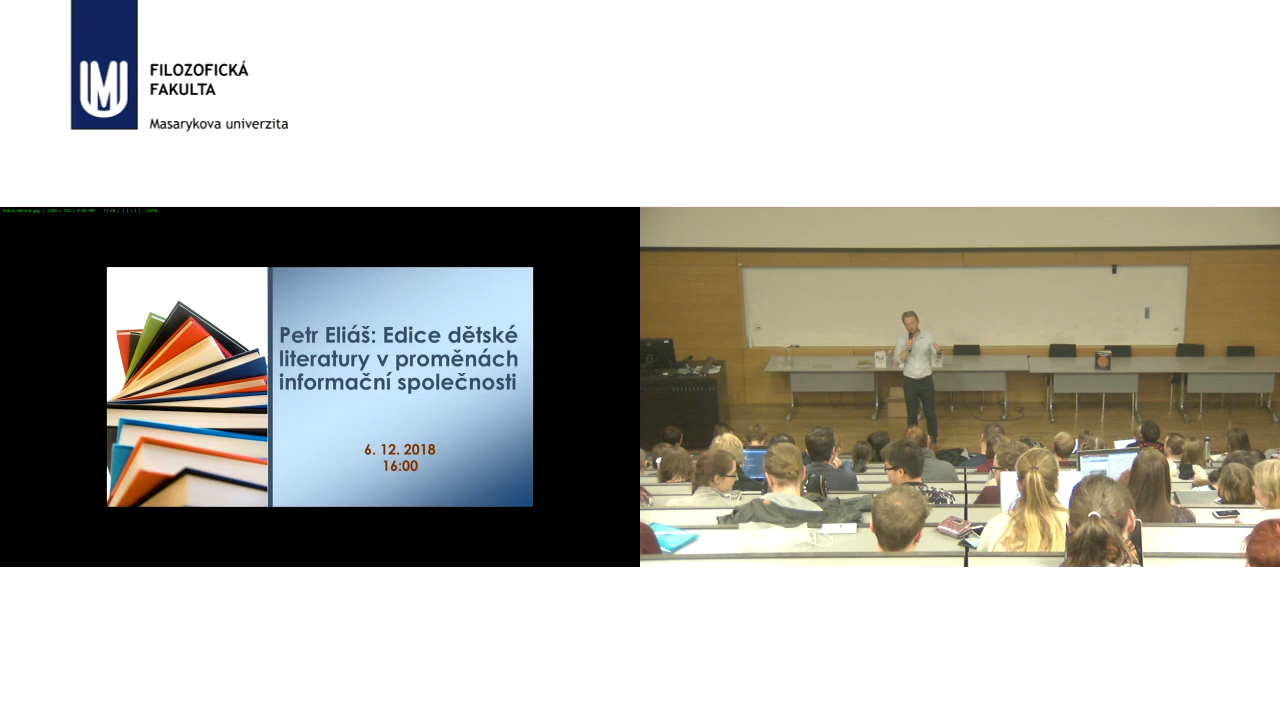 FILOZOFICKÁ
FAKULTA
Masarykova univerzita
Petr Eliáš: Edice dětské
literatury v proměnách
informační společnosti
6. 12. 2018
16:00